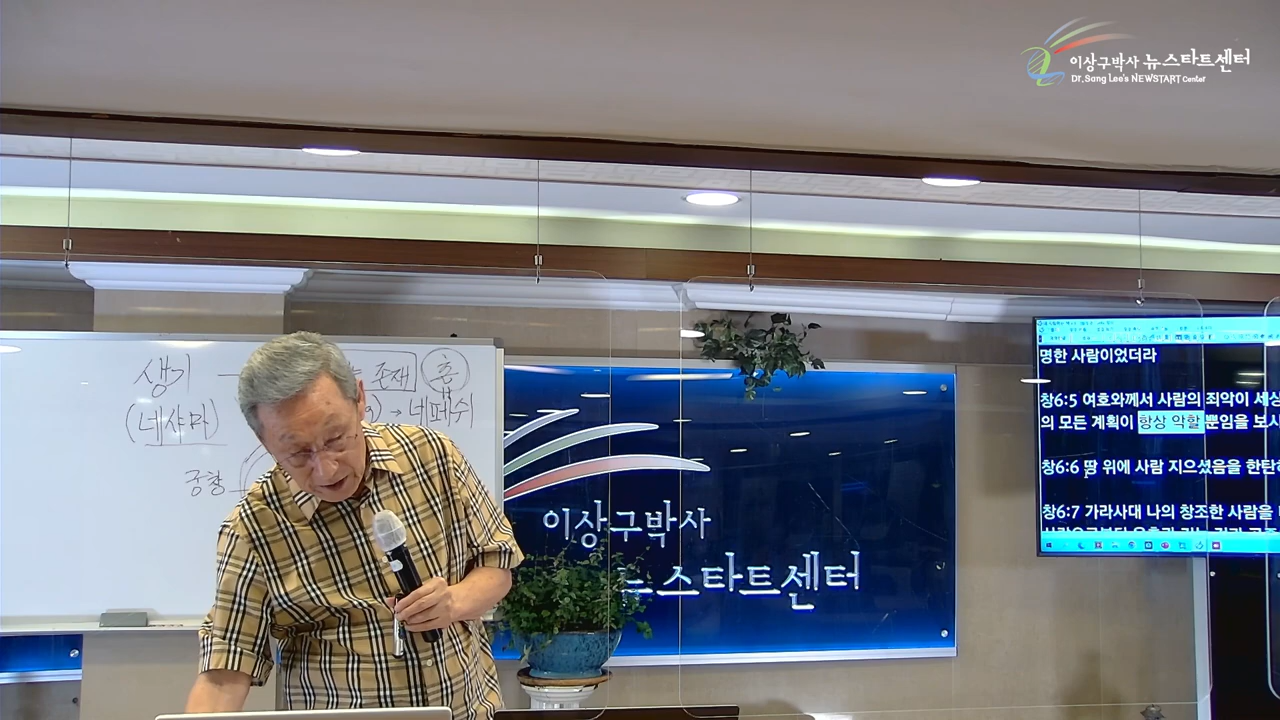 이상구박사 뉴스타트센터
Dr. Sang Lee's NEWSTART Center
생기
존재
혼
(네샤마)
→ 네페쉬
궁창
이상구박사
뉴스타트센터
명한 사람이었더라
창6:5 여호와께서 사람의 죄악이 세상
의 모든 계획이 항상 악할 뿐임을 보시
창6:6 땅 위에 사람 지으셨음을 한탄하
창6:7 가라사대 나의 창조한 사람을